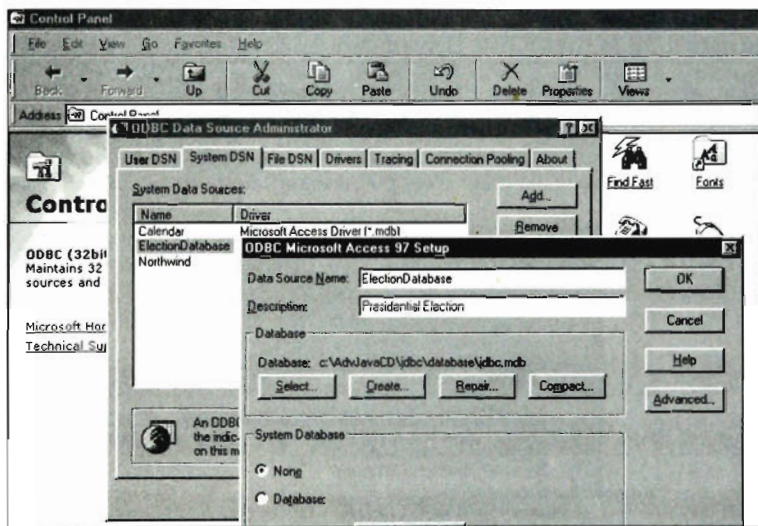 Control Panel
File Edit View Go Favorites Help
Back Forward Up Cut Copy Paste Undo Delete Properties Views
Address Control Panel
ODBC Data Source Administrator
User DSN System DSN File DSN Drivers Tracing Connection Pooling About
System Data Sources:
Add...
Name Driver
Remove
Calendar Microsoft Access Driver (*.mdb)
ElectionDatabase
Northwind
Find Fast Fonts
Contro
ODBC (32bi
Maintains 32
sources and
Microsoft Hom
Technical Sup
ODBC Microsoft Access 97 Setup
Data Source Name: ElectionDatabase
OK
Description: Presidential Election
Cancel
Database
Database: c:\AdvJavaCD\jdbc\database\jdbc.mdb
Help
Select... Create... Repair... Compact...
Advanced...
An ODBC
the indic
on this m
System Database
None
Database: